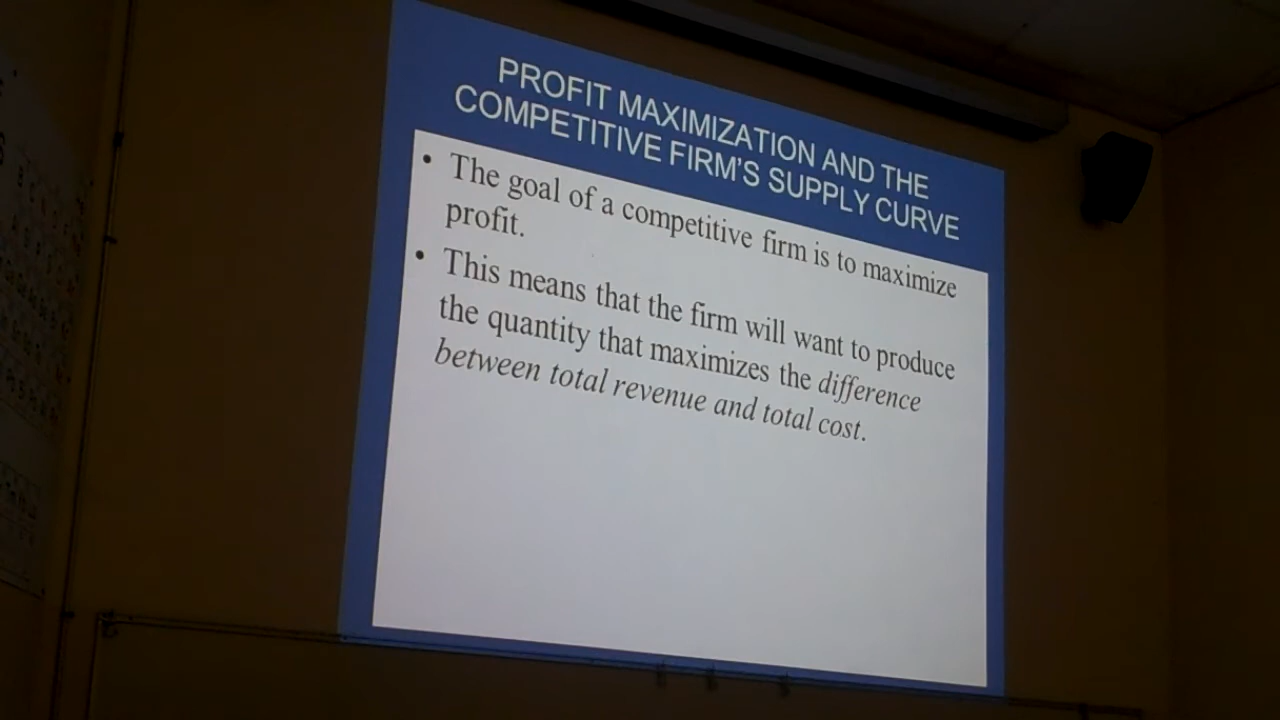 PROFIT MAXIMIZATION AND THE
COMPETITIVE FIRM'S SUPPLY CURVE
• The goal of a competitive firm is to maximize
profit.
• This means that the firm will want to produce
the quantity that maximizes the difference
between total revenue and total cost.